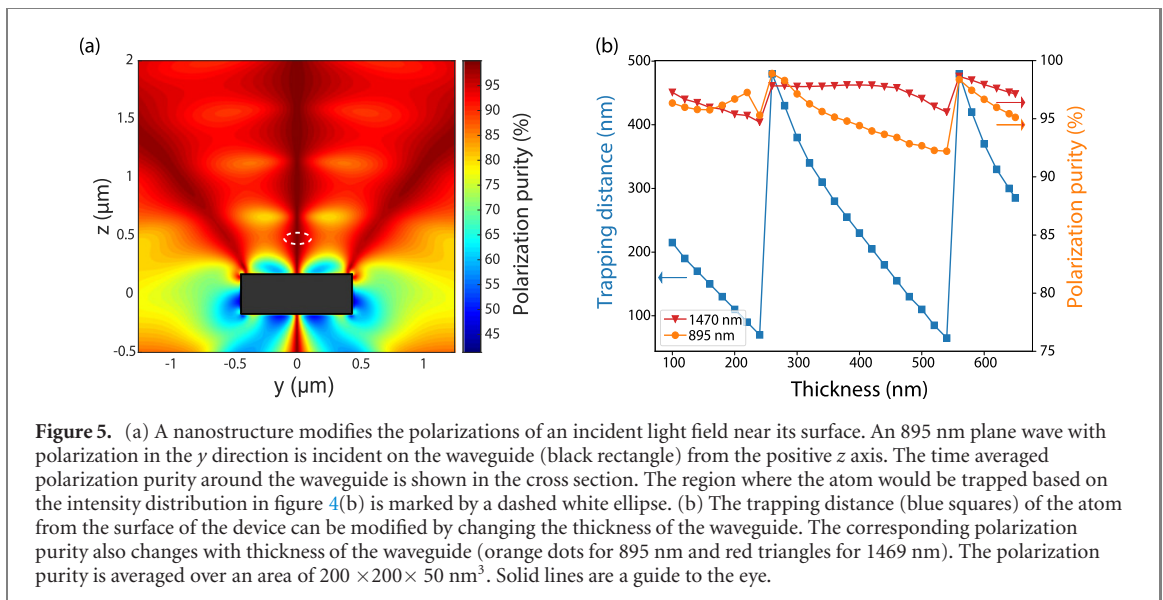 (a)
2
1.5
1
0.5
0
-0.5
z (µm)
-1
-0.5
0
0.5
1
y (µm)
95
90
85
80
75
70
65
60
55
50
45
Polarization purity (%)
(b)
500
400
300
200
100
Trapping distance (nm)
1470 nm
895 nm
100
200
300
400
500
600
Thickness (nm)
100
95
90
85
80
75
Polarization purity (%)
Figure 5. (a) A nanostructure modifies the polarizations of an incident light field near its surface. An 895 nm plane wave with
polarization in the y direction is incident on the waveguide (black rectangle) from the positive z axis. The time averaged
polarization purity around the waveguide is shown in the cross section. The region where the atom would be trapped based on
the intensity distribution in figure 4(b) is marked by a dashed white ellipse. (b) The trapping distance (blue squares) of the atom
from the surface of the device can be modified by changing the thickness of the waveguide. The corresponding polarization
purity also changes with thickness of the waveguide (orange dots for 895 nm and red triangles for 1469 nm). The polarization
purity is averaged over an area of 200 ×200× 50 nm³. Solid lines are a guide to the eye.